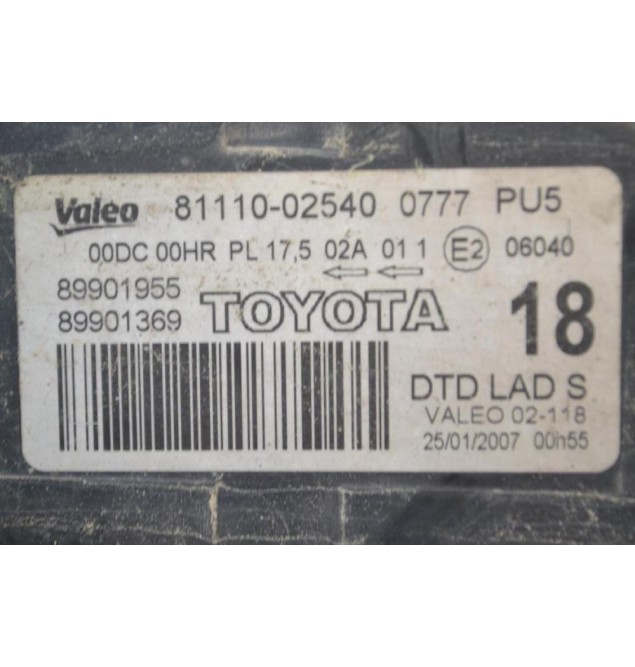 Valeo 81110-02540 0777 PU5
00DC 00HR PL 17,5 02A 01 1 E2 06040
89901955
89901369 TOYOTA 18
DTD LAD S
VALEO 02-118
25/01/2007 00h55